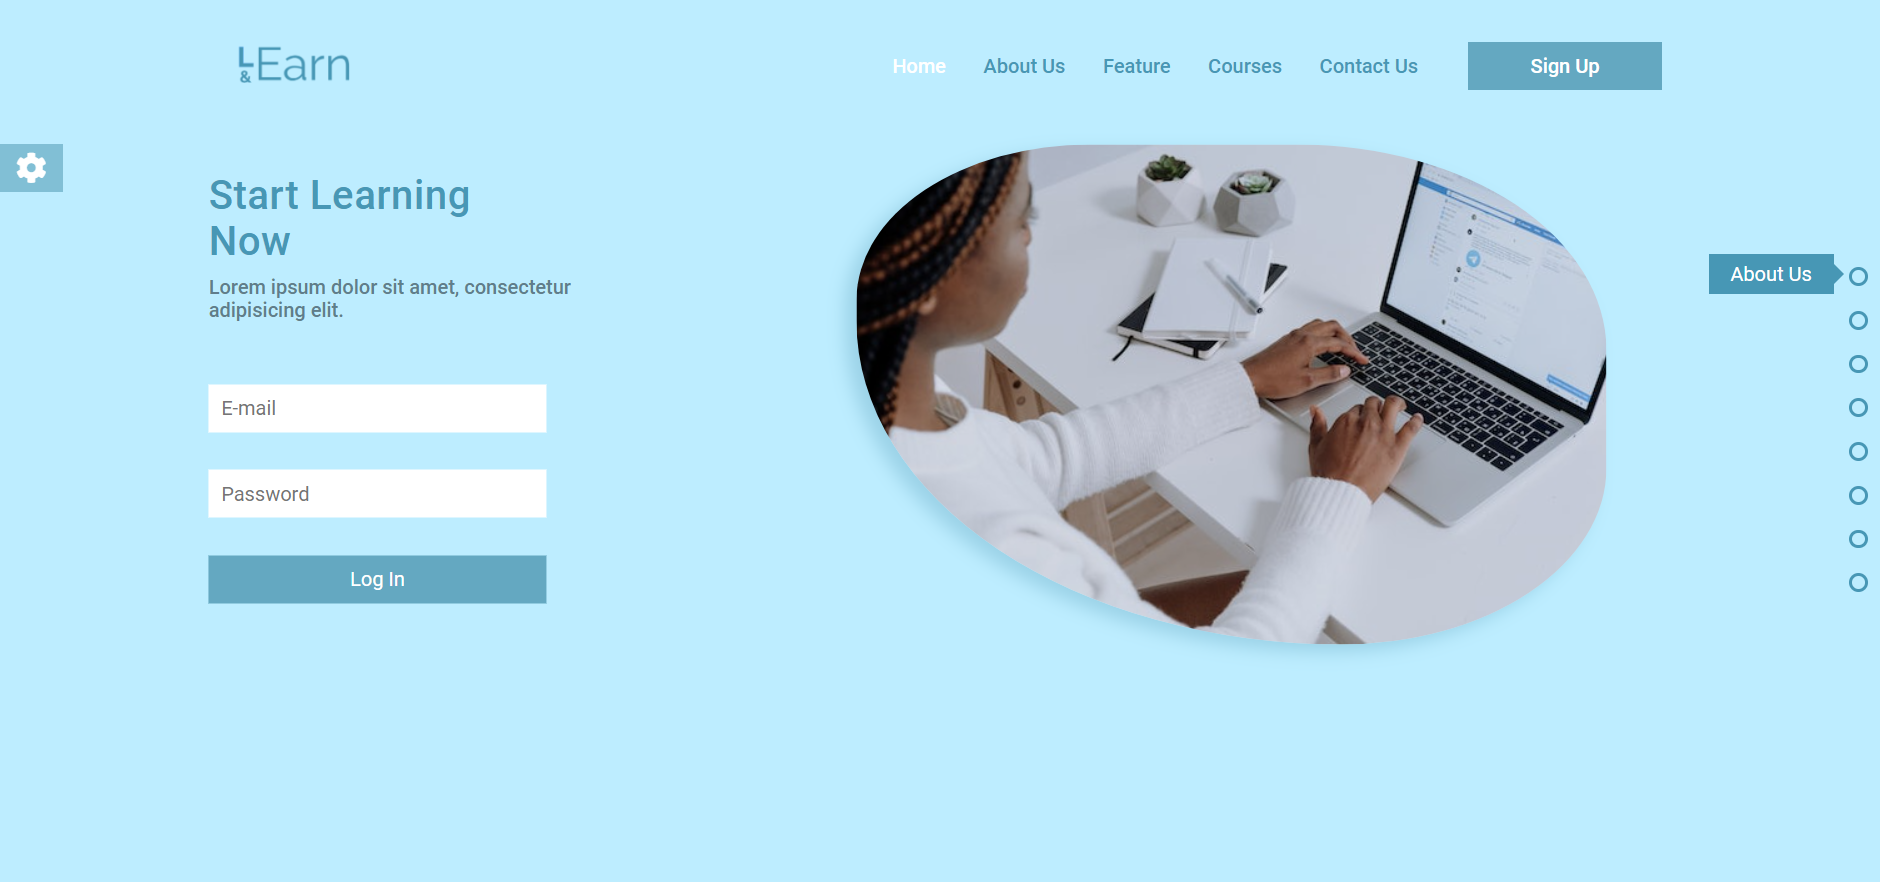 L
&Earn
Home
About Us
Feature
Courses
Contact Us
Sign Up
Start Learning
Now
Lorem ipsum dolor sit amet, consectetur
adipisicing elit.
About Us
E-mail
Password
Log In